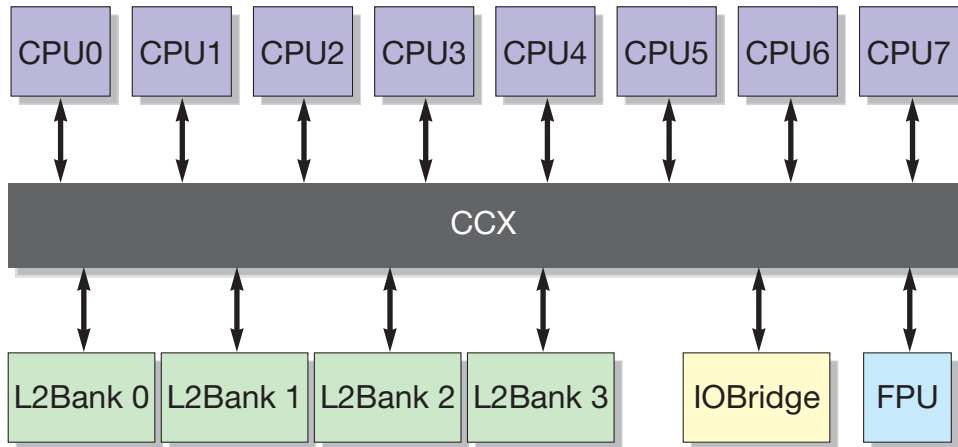 CPU0 CPU1 CPU2 CPU3 CPU4 CPU5 CPU6 CPU7
CCX
L2Bank 0 L2Bank 1 L2Bank 2 L2Bank 3 IOBridge FPU